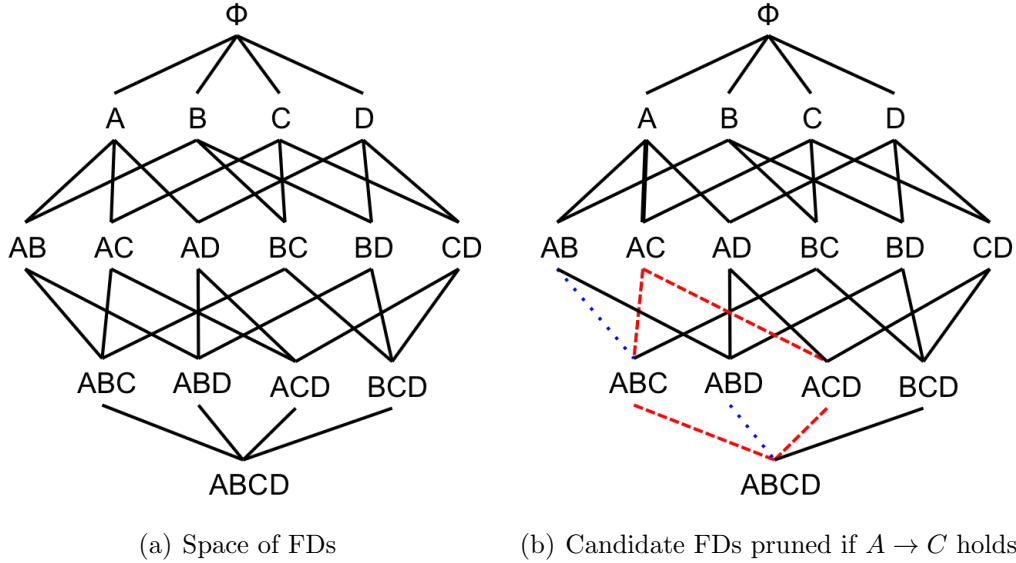 Φ Φ
A B C D A B C D
AB AC AD BC BD CD AB AC AD BC BD CD
ABC ABD ACD BCD ABC ABD ACD BCD
ABCD ABCD
(a) Space of FDs (b) Candidate FDs pruned if A → C holds